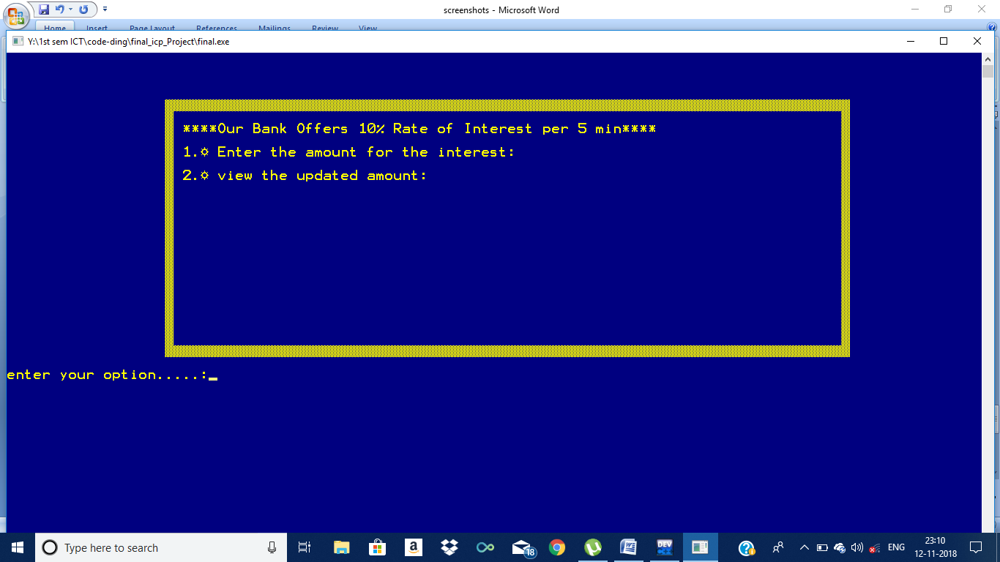 screenshots - Microsoft Word
Home Insert Page Layout References Mailings Review View
Y:\1st sem ICT\code-ding\final_icp_Project\final.exe
****Our Bank Offers 10% Rate of Interest per 5 min****
1.☼ Enter the amount for the interest:
2.☼ view the updated amount:
enter your option.....:_
Type here to search
18
DEV
ENG
23:10
12-11-2018